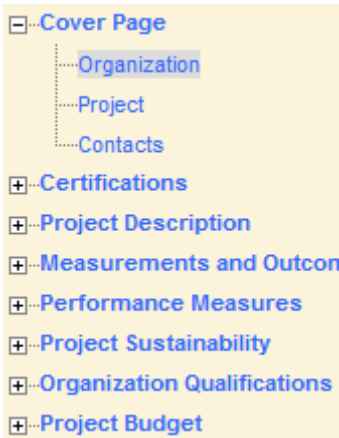 Cover Page
Organization
Project
Contacts
Certifications
Project Description
Measurements and Outcom
Performance Measures
Project Sustainability
Organization Qualifications
Project Budget